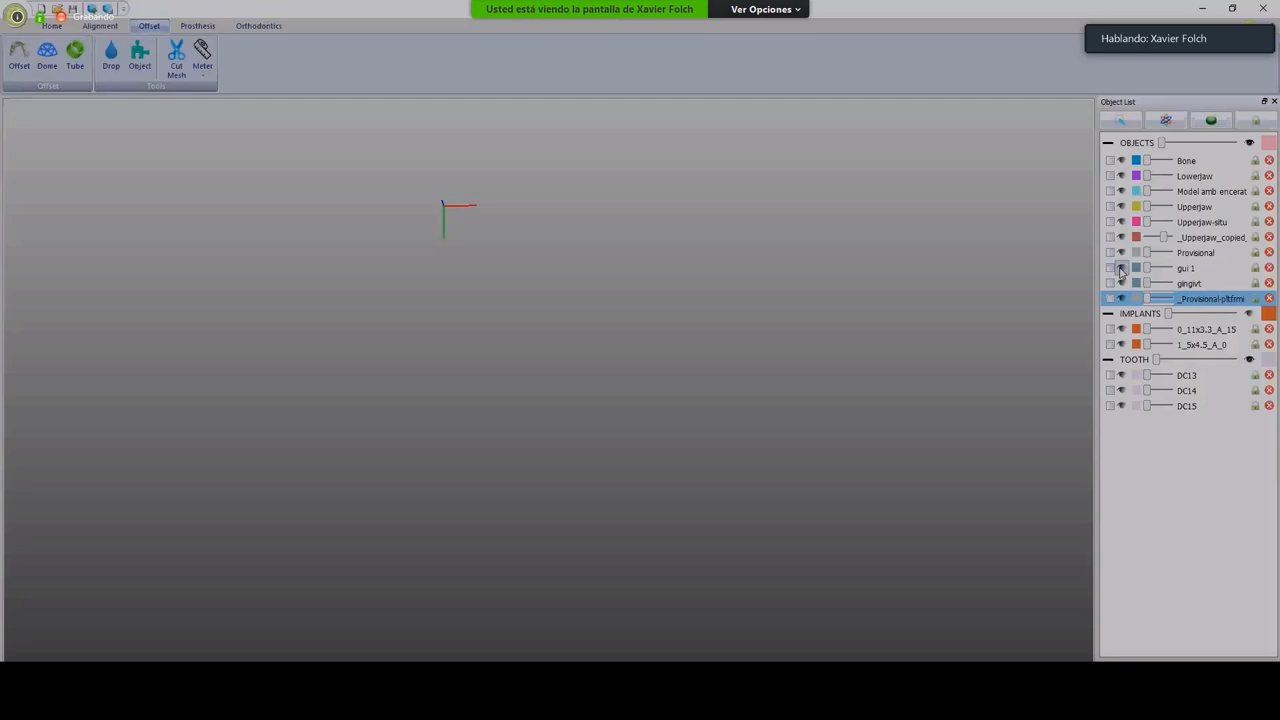 Usted está viendo la pantalla de Xavier Folch
Ver Opciones
Grabando
Home
Alignment
Offset
Prosthesis
Orthodontics
Hablando: Xavier Folch
Offset
Dome
Tube
Drop
Object
Cut
Mesh
Meter
Offset
Tools
Object List
OBJECTS
Bone
Lowerjaw
Model amb encerat
Upperjaw
Upperjaw-situ
_Upperjaw_copied_
Provisional
gui 1
gingivt
_Provisional-pltfrmi
IMPLANTS
0_11x3.3_A_15
1_5x4.5_A_0
TOOTH
DC13
DC14
DC15